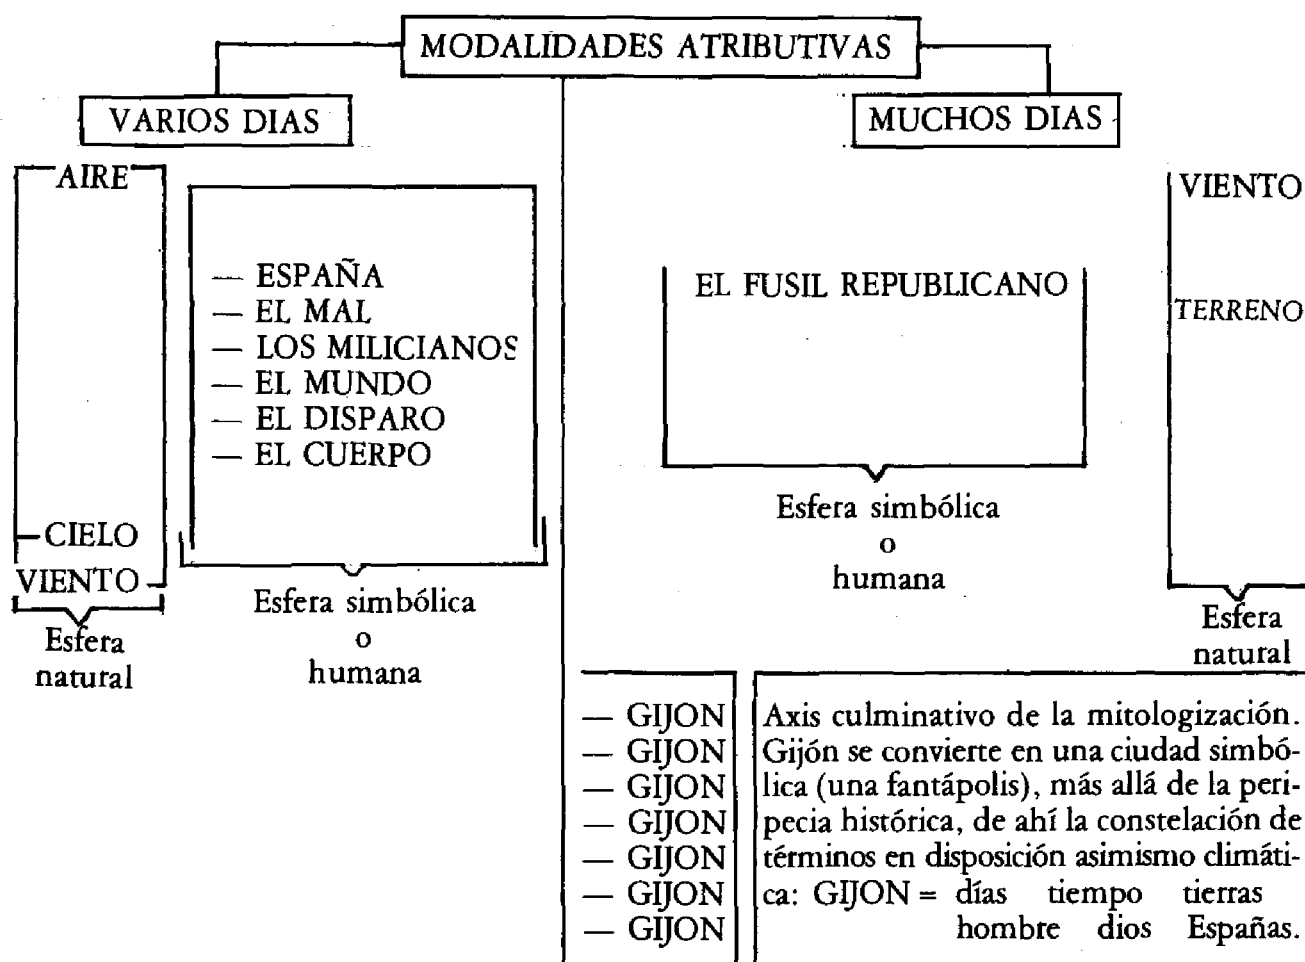 MODALIDADES ATRIBUTIVAS
VARIOS DIAS
MUCHOS DIAS
AIRE
CIELO
VIENTO
Esfera
natural
— ESPAÑA
— EL MAL
— LOS MILICIANOS
— EL MUNDO
— EL DISPARO
— EL CUERPO
Esfera simbólica
o
humana
EL FUSIL REPUBLICANO
Esfera simbólica
o
humana
VIENTO
TERRENO
Esfera
natural
— GIJON
— GIJON
— GIJON
— GIJON
— GIJON
— GIJON
— GIJON
Axis culminativo de la mitologización.
Gijón se convierte en una ciudad simbó-
lica (una fantápolis), más allá de la peri-
pecia histórica, de ahí la constelación de
términos en disposición asimismo climáti-
ca: GIJON = días tiempo tierras
hombre dios Españas.